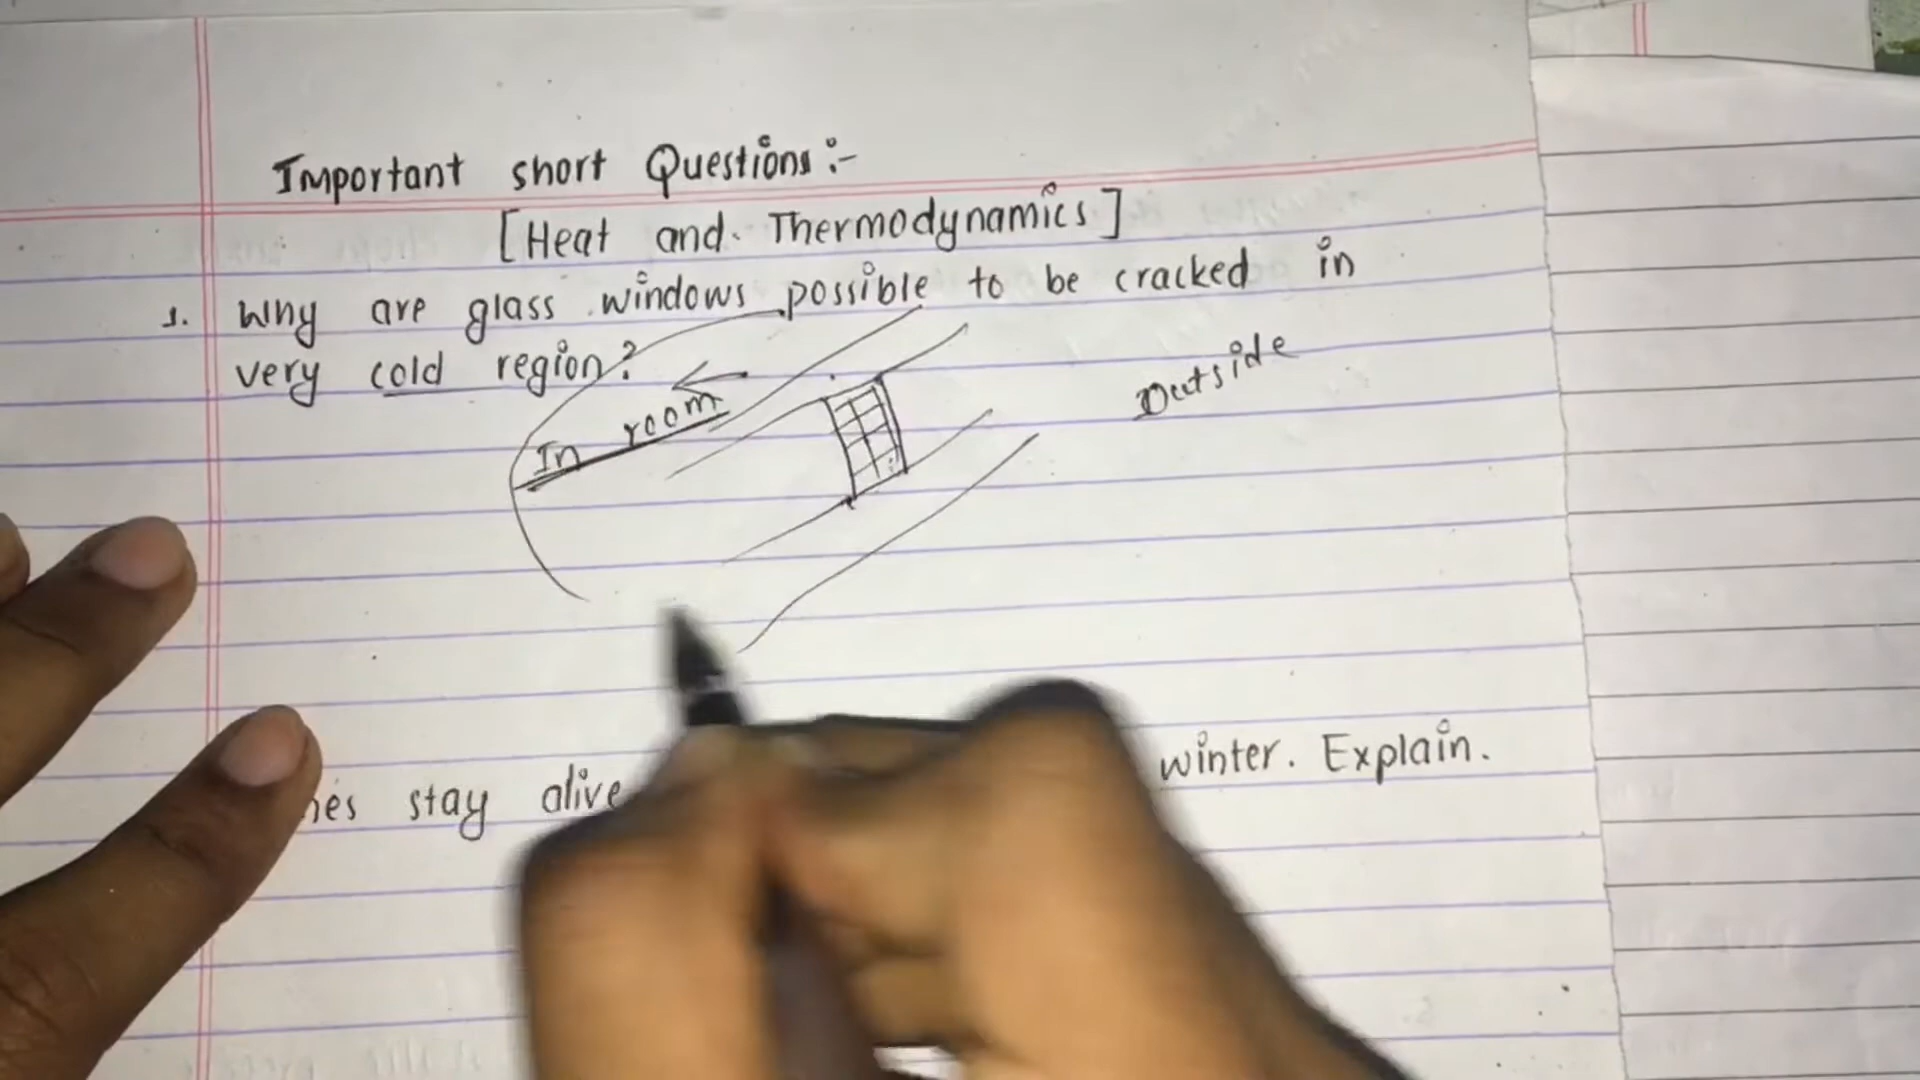 Important short Questions :-
[Heat and Thermodynamics]
1. Why are glass windows possible to be cracked in
very cold region?
In room
Outside
stay alive winter. Explain.